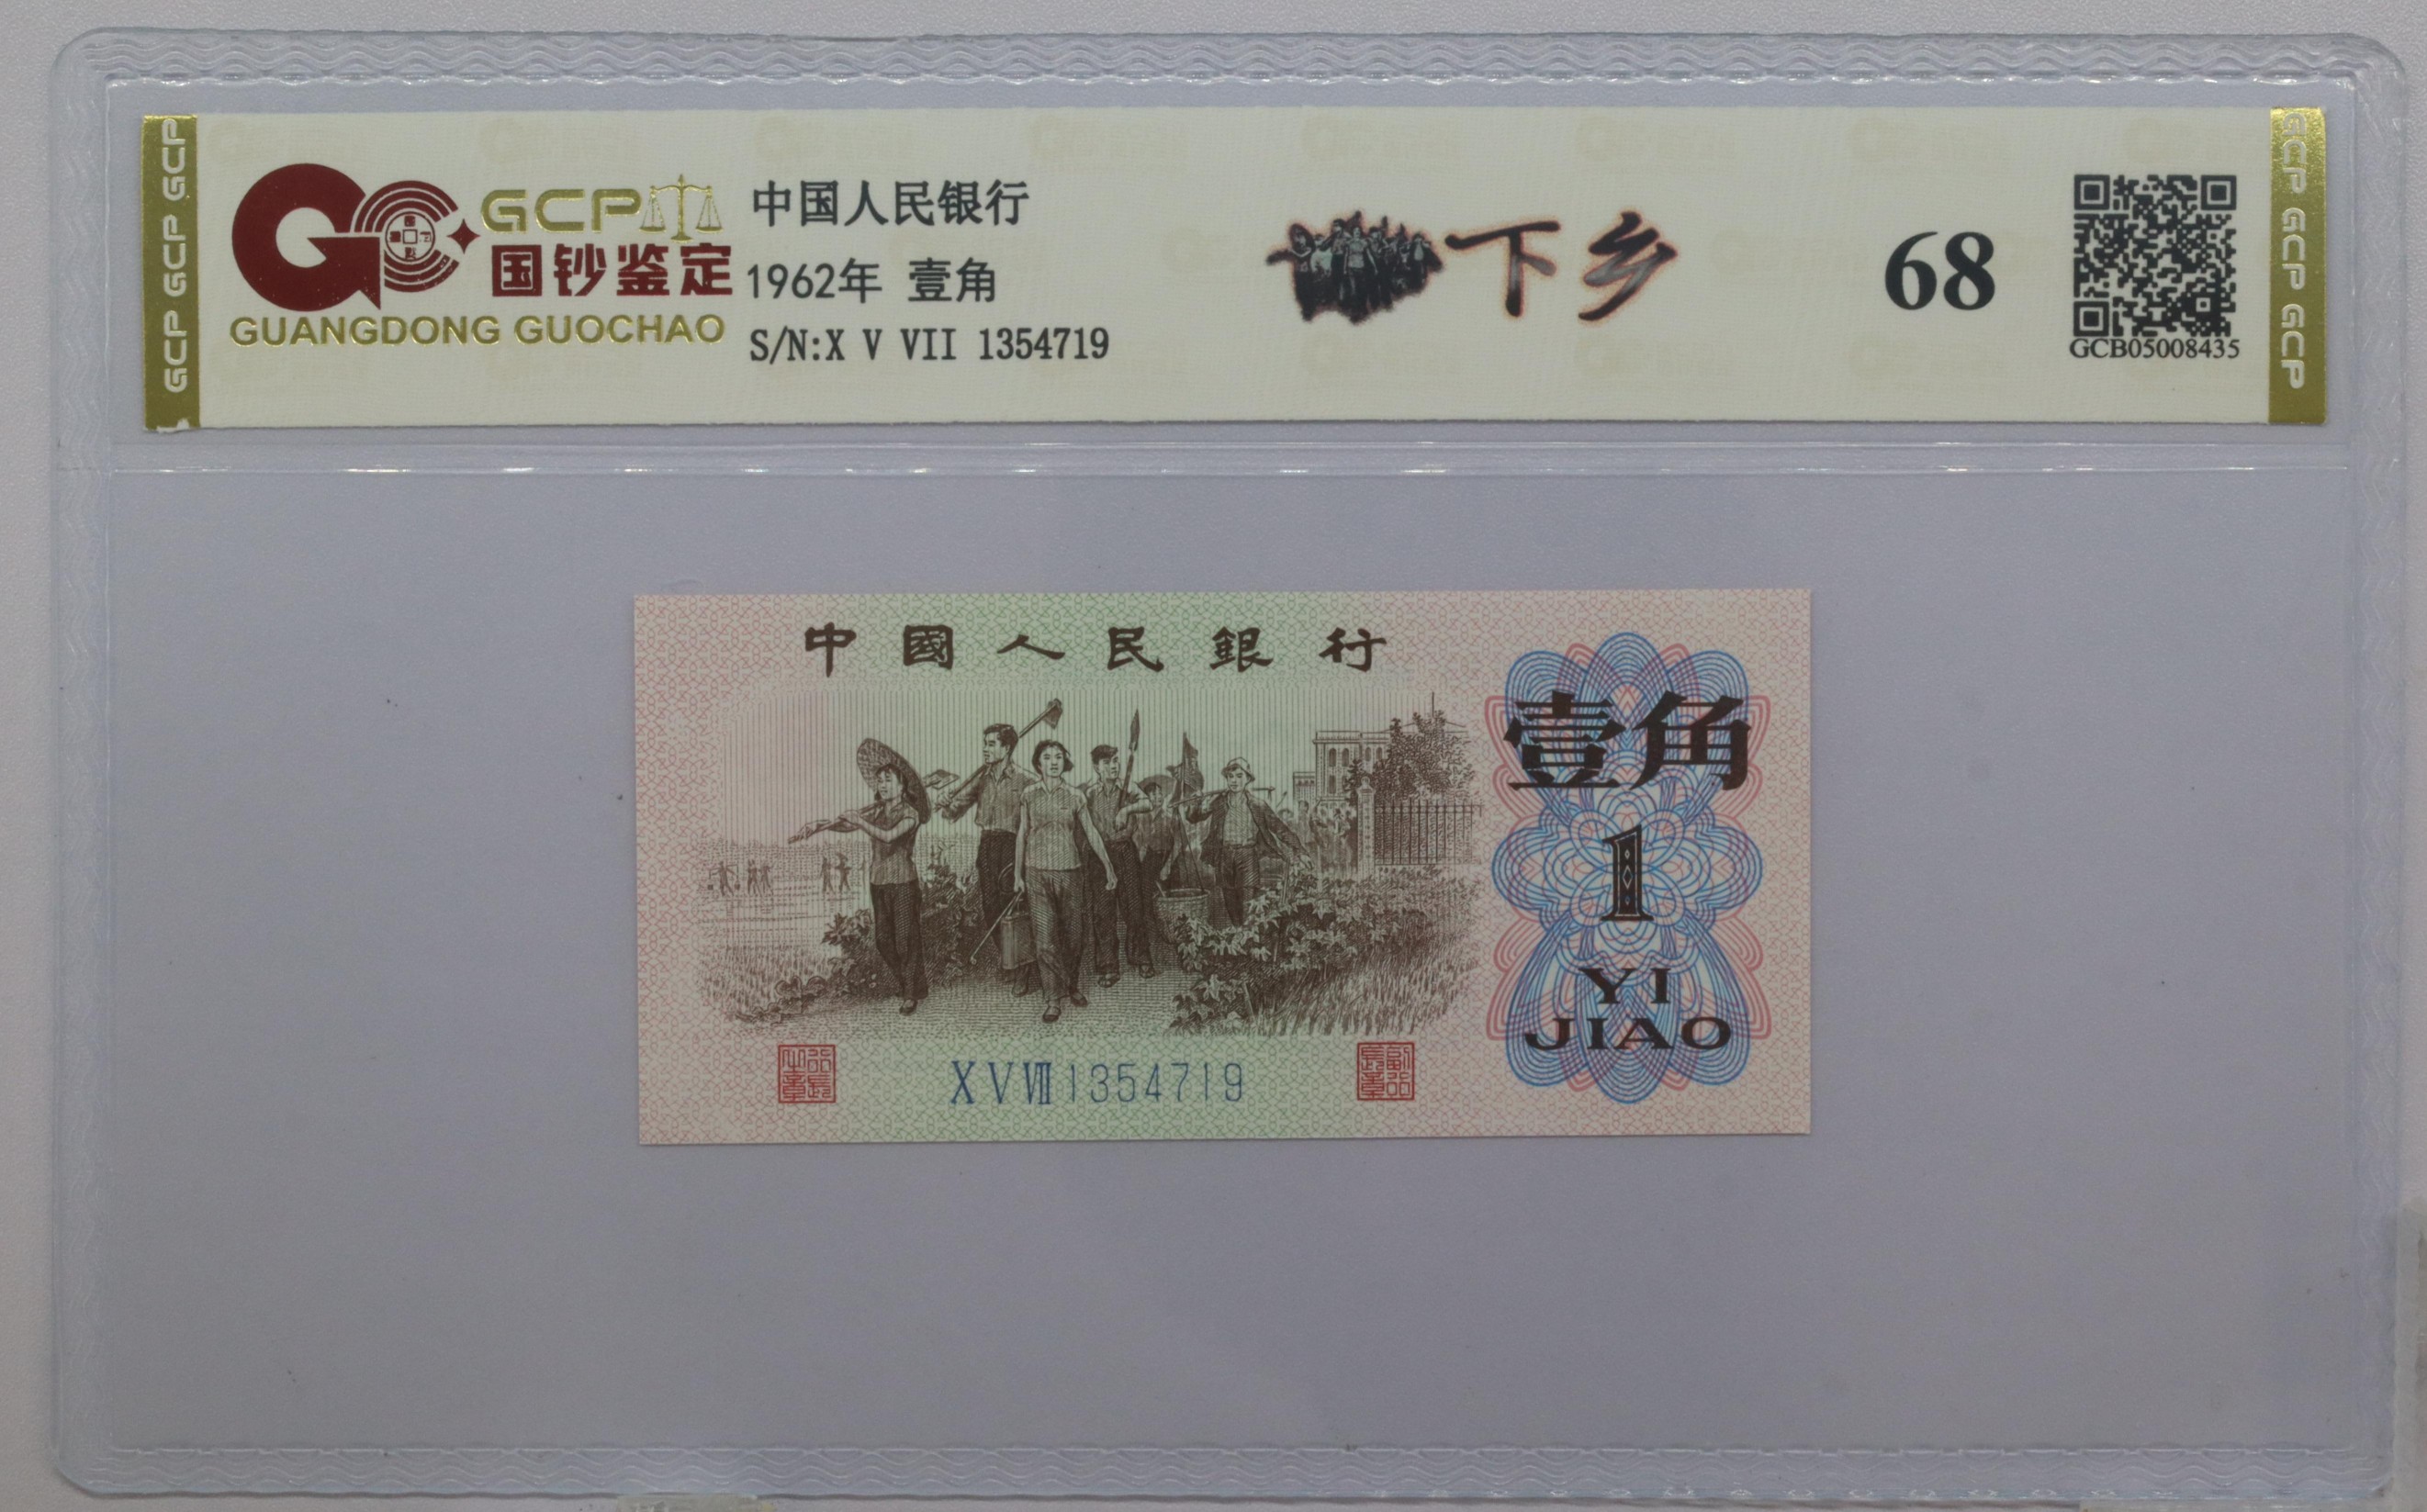 GCP GCP GCP
GCP
国钞鉴定
GUANGDONG GUOCHAO
中国人民银行
1962年 壹角
S/N:X V VII 1354719
下乡
68
GCB05008435
GCP GCP GCP
中國人民銀行
壹角
1
YI
JIAO
X V VII 1354719